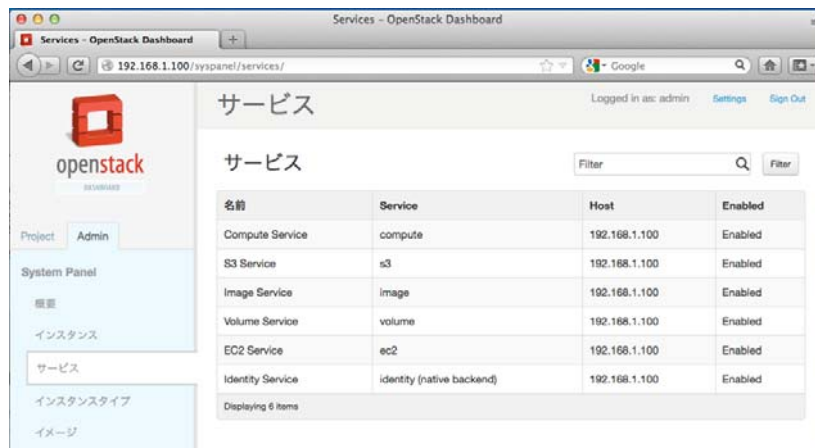 Services – OpenStack Dashboard
Services – OpenStack Dashboard
192.168.1.100/syspanel/services/
Google
openstack
DASHBOARD
Project Admin
System Panel
概要
インスタンス
サービス
インスタンスタイプ
イメージ
サービス
Logged in as: admin Settings Sign Out
サービス
Filter Filter
名前 Service Host Enabled
Compute Service compute 192.168.1.100 Enabled
S3 Service s3 192.168.1.100 Enabled
Image Service image 192.168.1.100 Enabled
Volume Service volume 192.168.1.100 Enabled
EC2 Service ec2 192.168.1.100 Enabled
Identity Service identity (native backend) 192.168.1.100 Enabled
Displaying 6 items